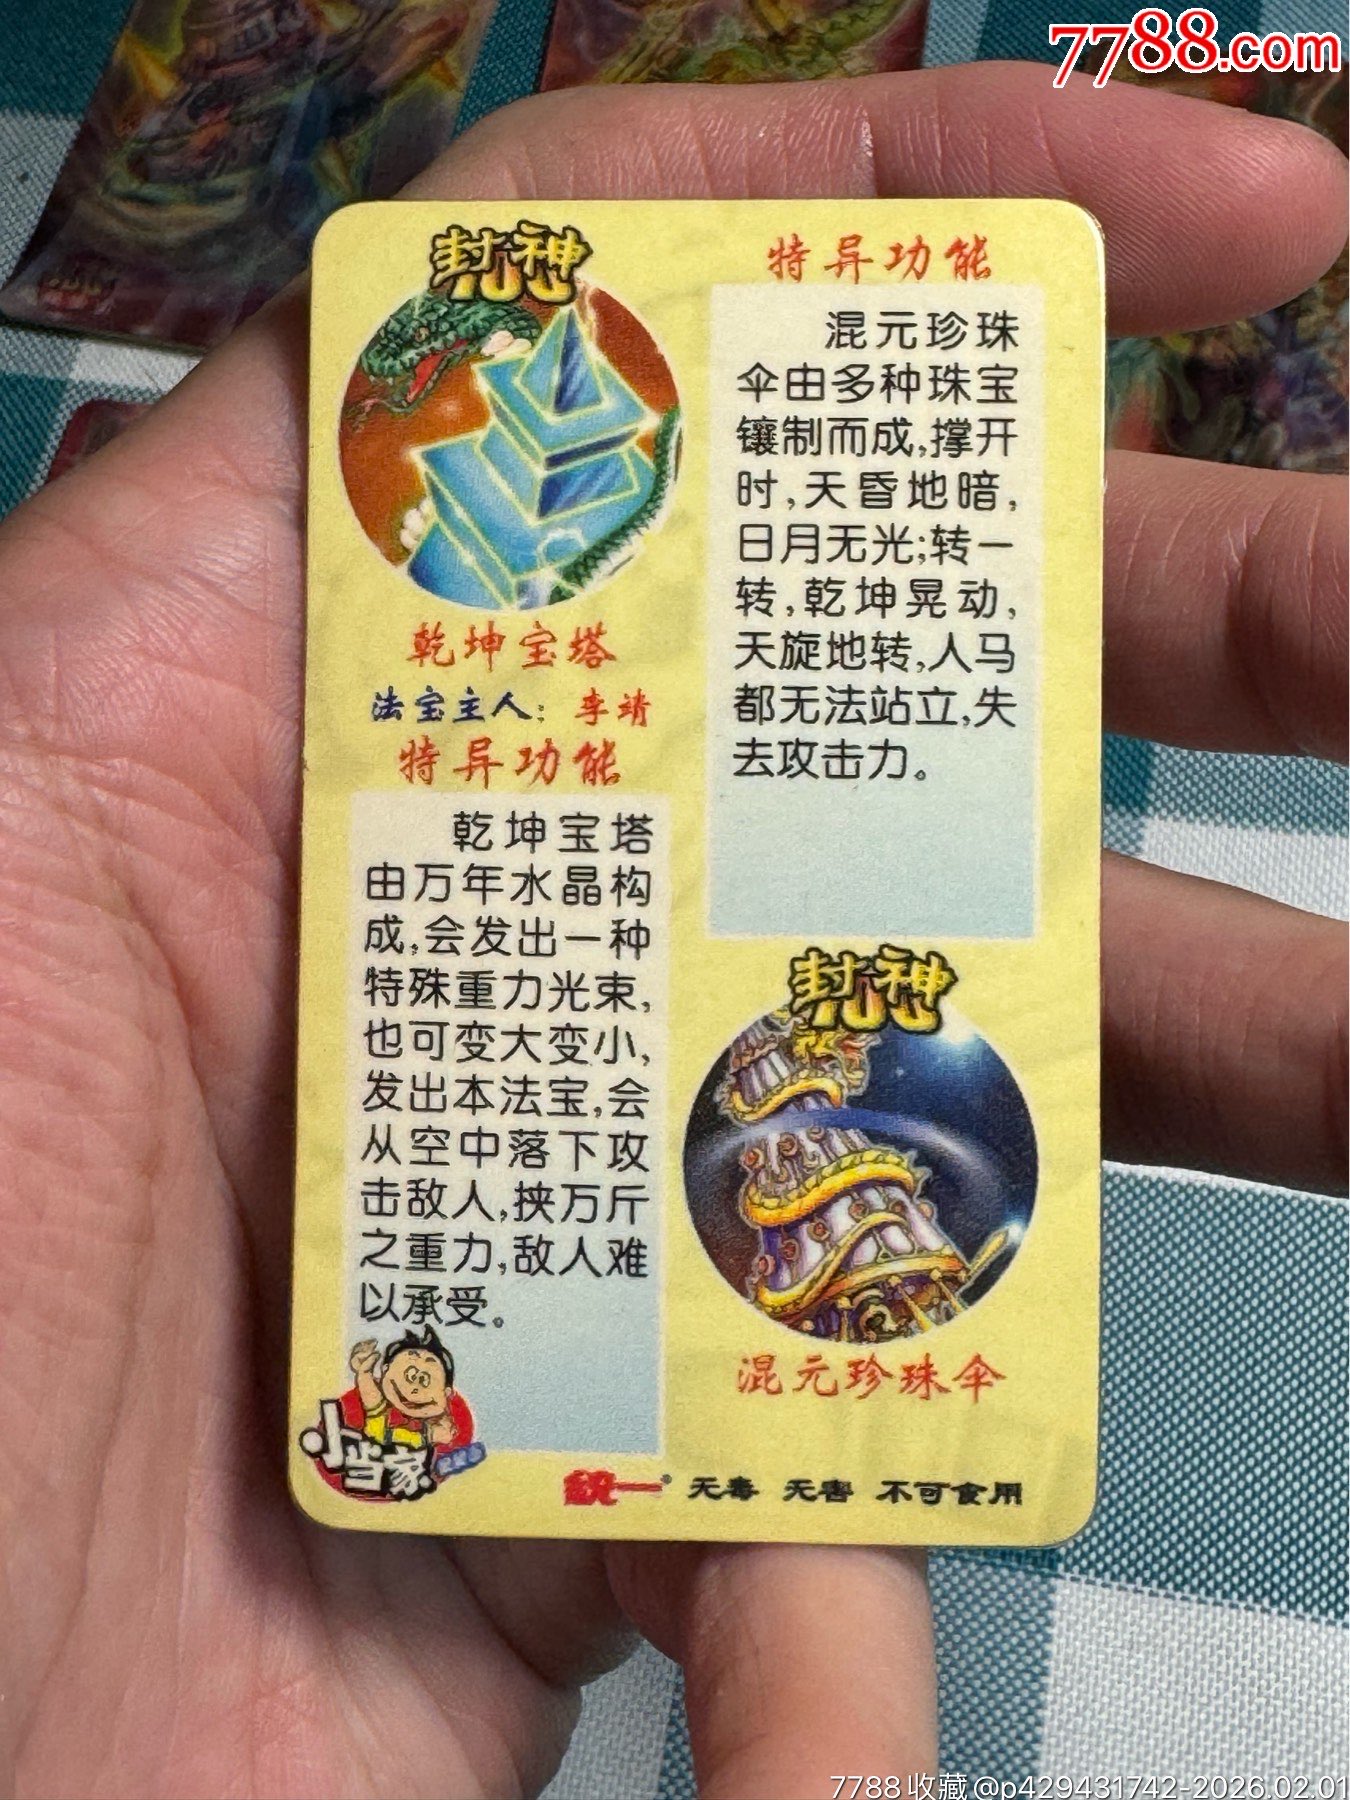 7788.com
封神
乾坤宝塔
法宝主人：李靖
特异功能
乾坤宝塔
由万年水晶构
成,会发出一种
特殊重力光束,
也可变大变小,
发出本法宝,会
从空中落下攻
击敌人,挟万斤
之重力,敌人难
以承受。
小当家
特异功能
混元珍珠
伞由多种珠宝
镶制而成,撑开
时,天昏地暗,
日月无光;转一
转,乾坤晃动,
天旋地转,人马
都无法站立,失
去攻击力。
封神
混元珍珠伞
統一® 无毒 无害 不可食用
7788收藏@p429431742-2026.02.01